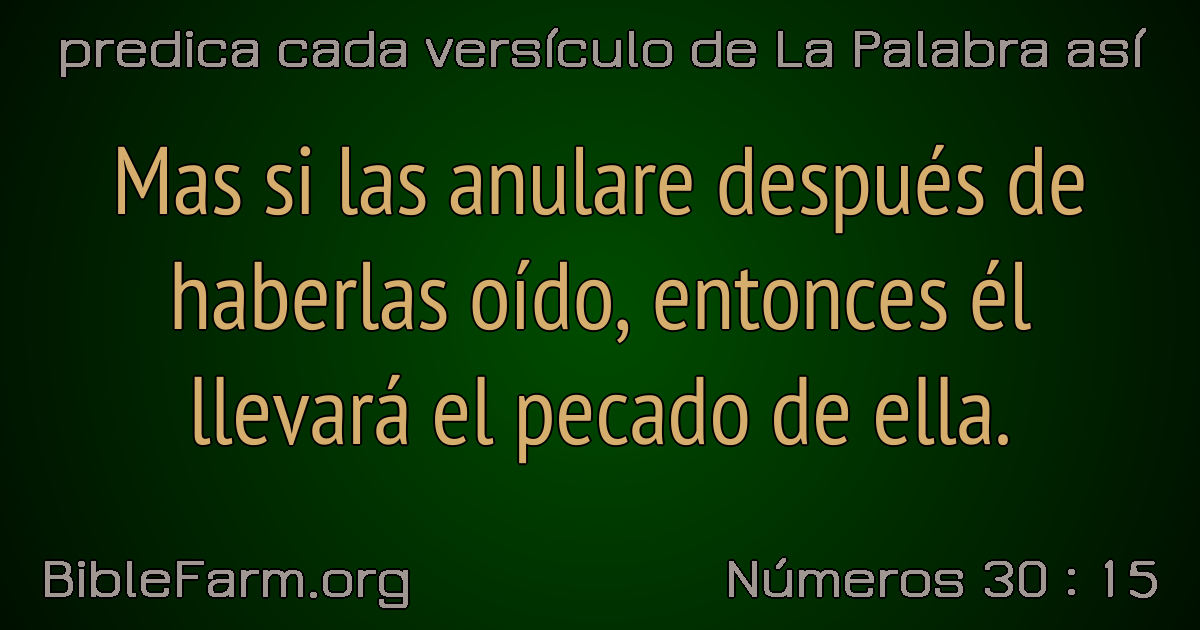 predica cada versículo de La Palabra así
Mas si las anulare después de
haberlas oído, entonces él
llevará el pecado de ella.
BibleFarm.org
Números 30 : 15